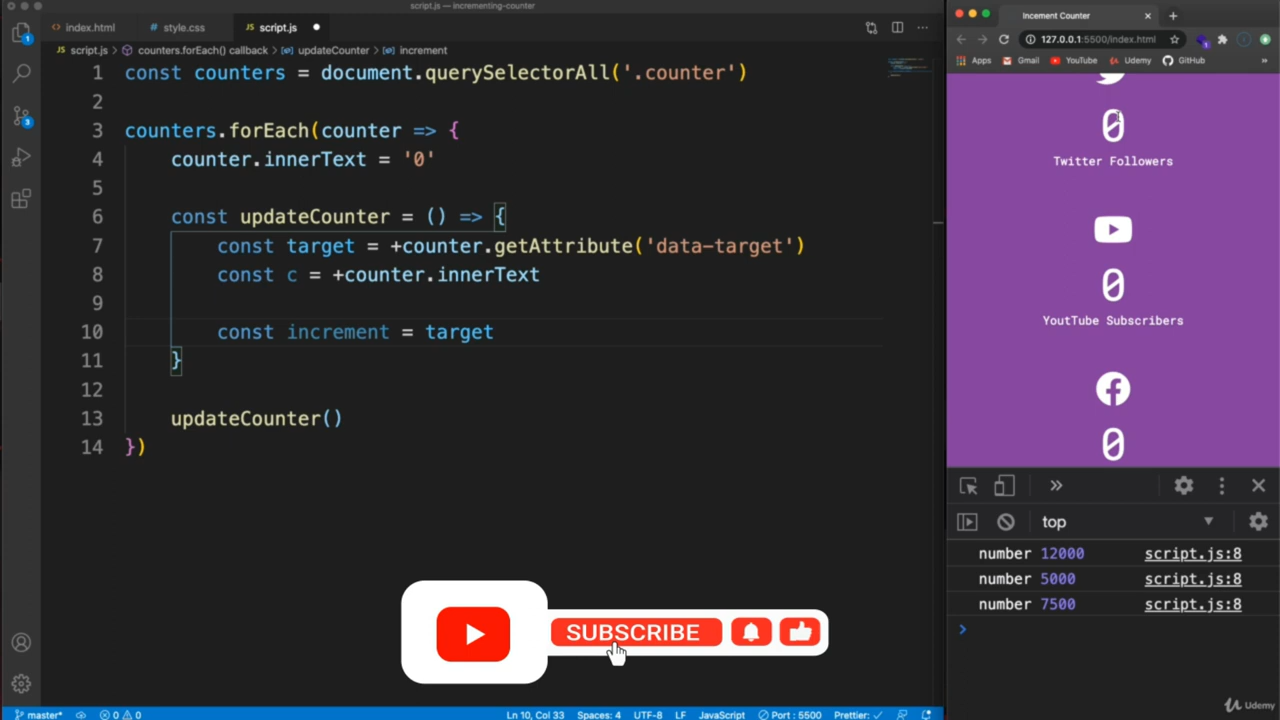 script.js — incrementing-counter
index.html
style.css
JS script.js
JS script.js > counters.forEach() callback > updateCounter > increment
1 const counters = document.querySelectorAll('.counter')
2
3 counters.forEach(counter => {
4 counter.innerText = '0'
5
6 const updateCounter = () => {
7 const target = +counter.getAttribute('data-target')
8 const c = +counter.innerText
9
10 const increment = target
11 }
12
13 updateCounter()
14 })
1
3
master*
0 0
Ln 10, Col 33
Spaces: 4
UTF-8
LF
JavaScript
Port : 5500
Prettier: ✓
SUBSCRIBE
Incement Counter
127.0.0.1:5500/index.html
Apps
Gmail
YouTube
Udemy
GitHub
»
0
Twitter Followers
0
YoutTube Subscribers
0
top
number 12000 script.js:8
number 5000 script.js:8
number 7500 script.js:8
Udemy